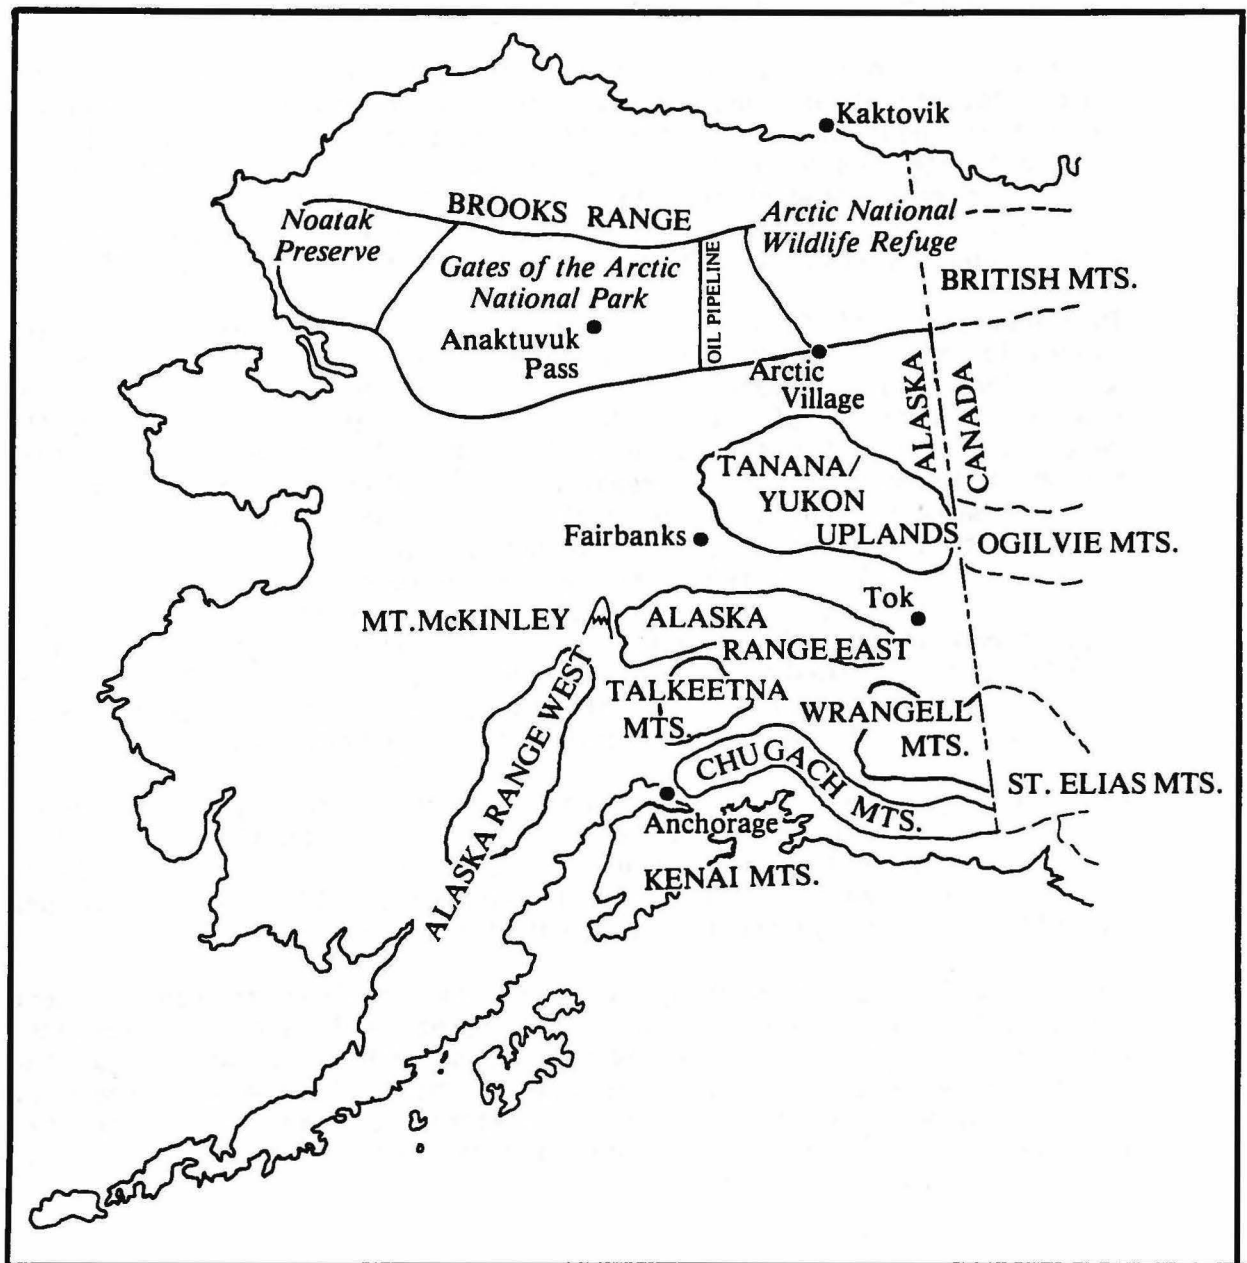 Kaktovik
BROOKS RANGE
Noatak
Preserve
Arctic National
Wildlife Refuge
Gates of the Arctic
National Park
OIL PIPELINE
BRITISH MTS.
Anaktuvuk
Pass
Arctic
Village
ALASKA
CANADA
TANANA/
YUKON
UPLANDS
Fairbanks
OGILVIE MTS.
Tok
MT.McKINLEY
ALASKA
RANGE EAST
ALASKA RANGE WEST
TALKEETNA
MTS.
WRANGELL
MTS.
CHUGACH MTS.
ST. ELIAS MTS.
Anchorage
KENAI MTS.